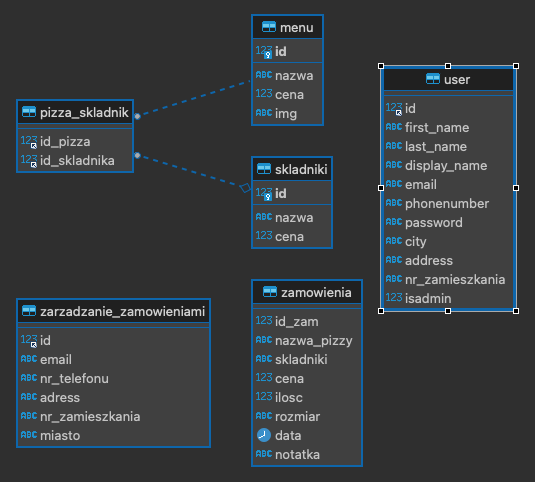 menu
123 id
ABC nazwa
123 cena
ABC img
user
123 id
ABC first_name
ABC last_name
ABC display_name
ABC email
ABC phonenumber
ABC password
ABC city
ABC address
ABC nr_zamieszkania
123 isadmin
pizza_skladnik
123 id_pizza
123 id_skladnika
skladniki
123 id
ABC nazwa
123 cena
zarzadzanie_zamowieniami
123 id
ABC email
ABC nr_telefonu
ABC adress
ABC nr_zamieszkania
ABC miasto
zamowienia
123 id_zam
ABC nazwa_pizzy
ABC skladniki
123 cena
123 ilosc
ABC rozmiar
data
ABC notatka